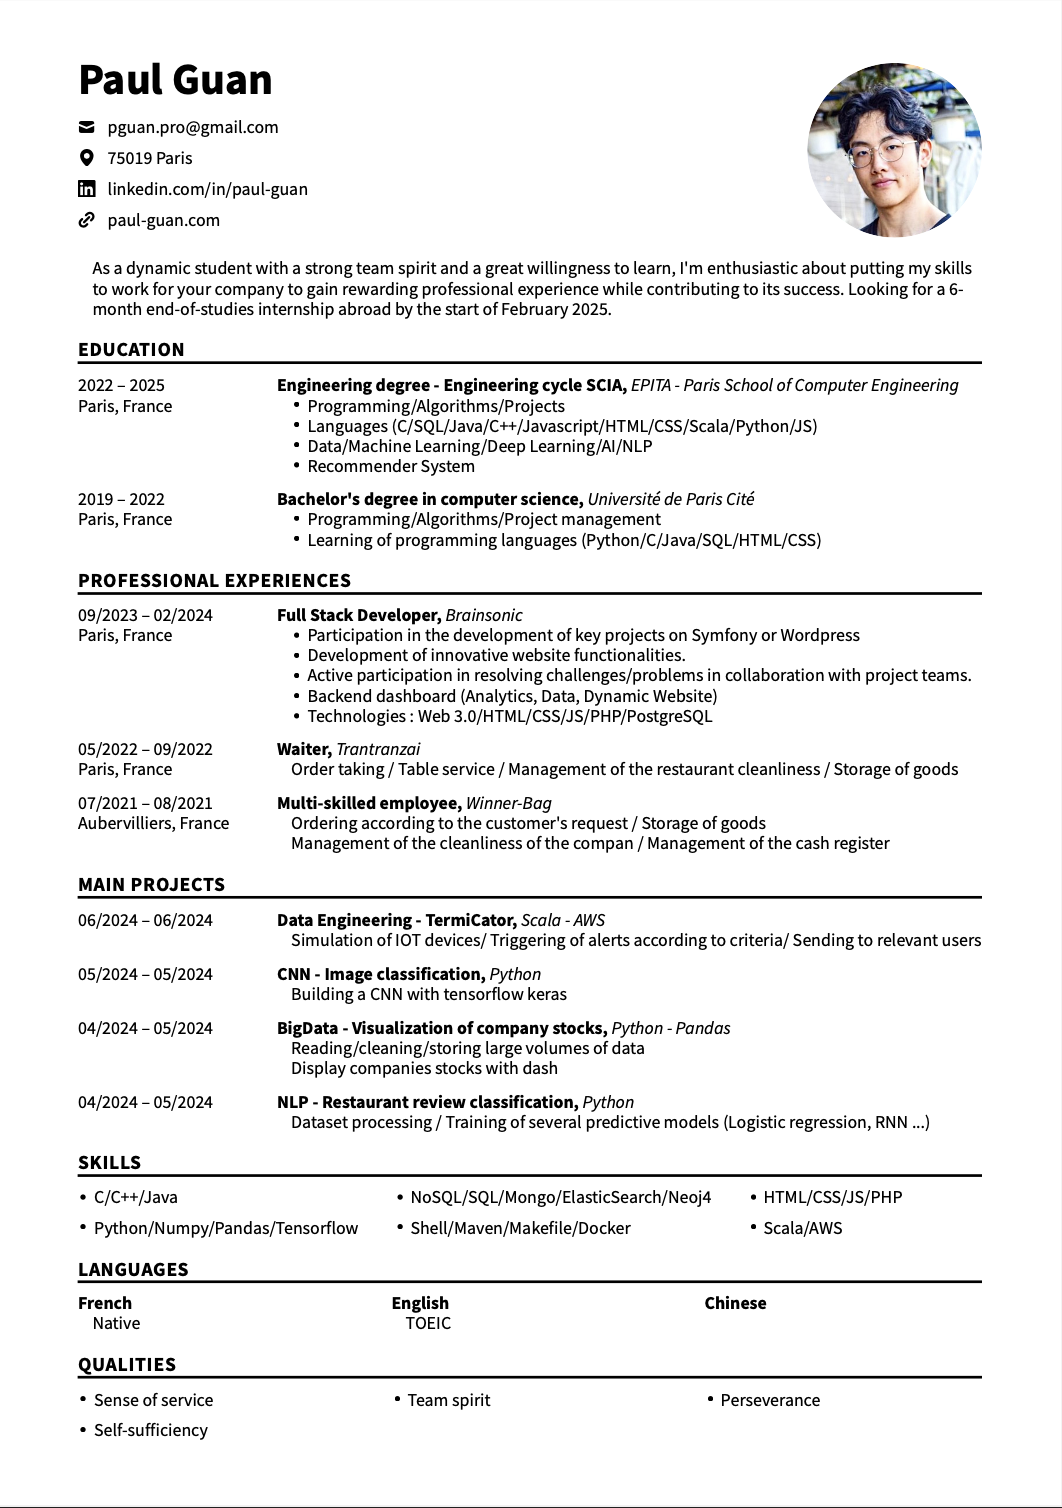 Paul Guan
pguan.pro@gmail.com
75019 Paris
linkedin.com/in/paul-guan
paul-guan.com
As a dynamic student with a strong team spirit and a great willingness to learn, I'm enthusiastic about putting my skills
to work for your company to gain rewarding professional experience while contributing to its success. Looking for a 6-
month end-of-studies internship abroad by the start of February 2025.
EDUCATION
2022 – 2025 Engineering degree - Engineering cycle SCIA, EPITA - Paris School of Computer Engineering
Paris, France • Programming/Algorithms/Projects
• Languages (C/SQL/Java/C++/Javascript/HTML/CSS/Scala/Python/JS)
• Data/Machine Learning/Deep Learning/AI/NLP
• Recommender System
2019 – 2022 Bachelor's degree in computer science, Université de Paris Cité
Paris, France • Programming/Algorithms/Project management
• Learning of programming languages (Python/C/Java/SQL/HTML/CSS)
PROFESSIONAL EXPERIENCES
09/2023 – 02/2024 Full Stack Developer, Brainsonic
Paris, France • Participation in the development of key projects on Symfony or Wordpress
• Development of innovative website functionalities.
• Active participation in resolving challenges/problems in collaboration with project teams.
• Backend dashboard (Analytics, Data, Dynamic Website)
• Technologies : Web 3.0/HTML/CSS/JS/PHP/PostgreSQL
05/2022 – 09/2022 Waiter, Trantranzai
Paris, France Order taking / Table service / Management of the restaurant cleanliness / Storage of goods
07/2021 – 08/2021 Multi-skilled employee, Winner-Bag
Aubervilliers, France Ordering according to the customer's request / Storage of goods
Management of the cleanliness of the compan / Management of the cash register
MAIN PROJECTS
06/2024 – 06/2024 Data Engineering - TermiCator, Scala - AWS
Simulation of IOT devices/ Triggering of alerts according to criteria/ Sending to relevant users
05/2024 – 05/2024 CNN - Image classification, Python
Building a CNN with tensorflow keras
04/2024 – 05/2024 BigData - Visualization of company stocks, Python - Pandas
Reading/cleaning/storing large volumes of data
Display companies stocks with dash
04/2024 – 05/2024 NLP - Restaurant review classification, Python
Dataset processing / Training of several predictive models (Logistic regression, RNN ...)
SKILLS
• C/C++/Java • NoSQL/SQL/Mongo/ElasticSearch/Neoj4 • HTML/CSS/JS/PHP
• Python/Numpy/Pandas/Tensorflow • Shell/Maven/Makefile/Docker • Scala/AWS
LANGUAGES
French English Chinese
Native TOEIC
QUALITIES
• Sense of service • Team spirit • Perseverance
• Self-sufficiency